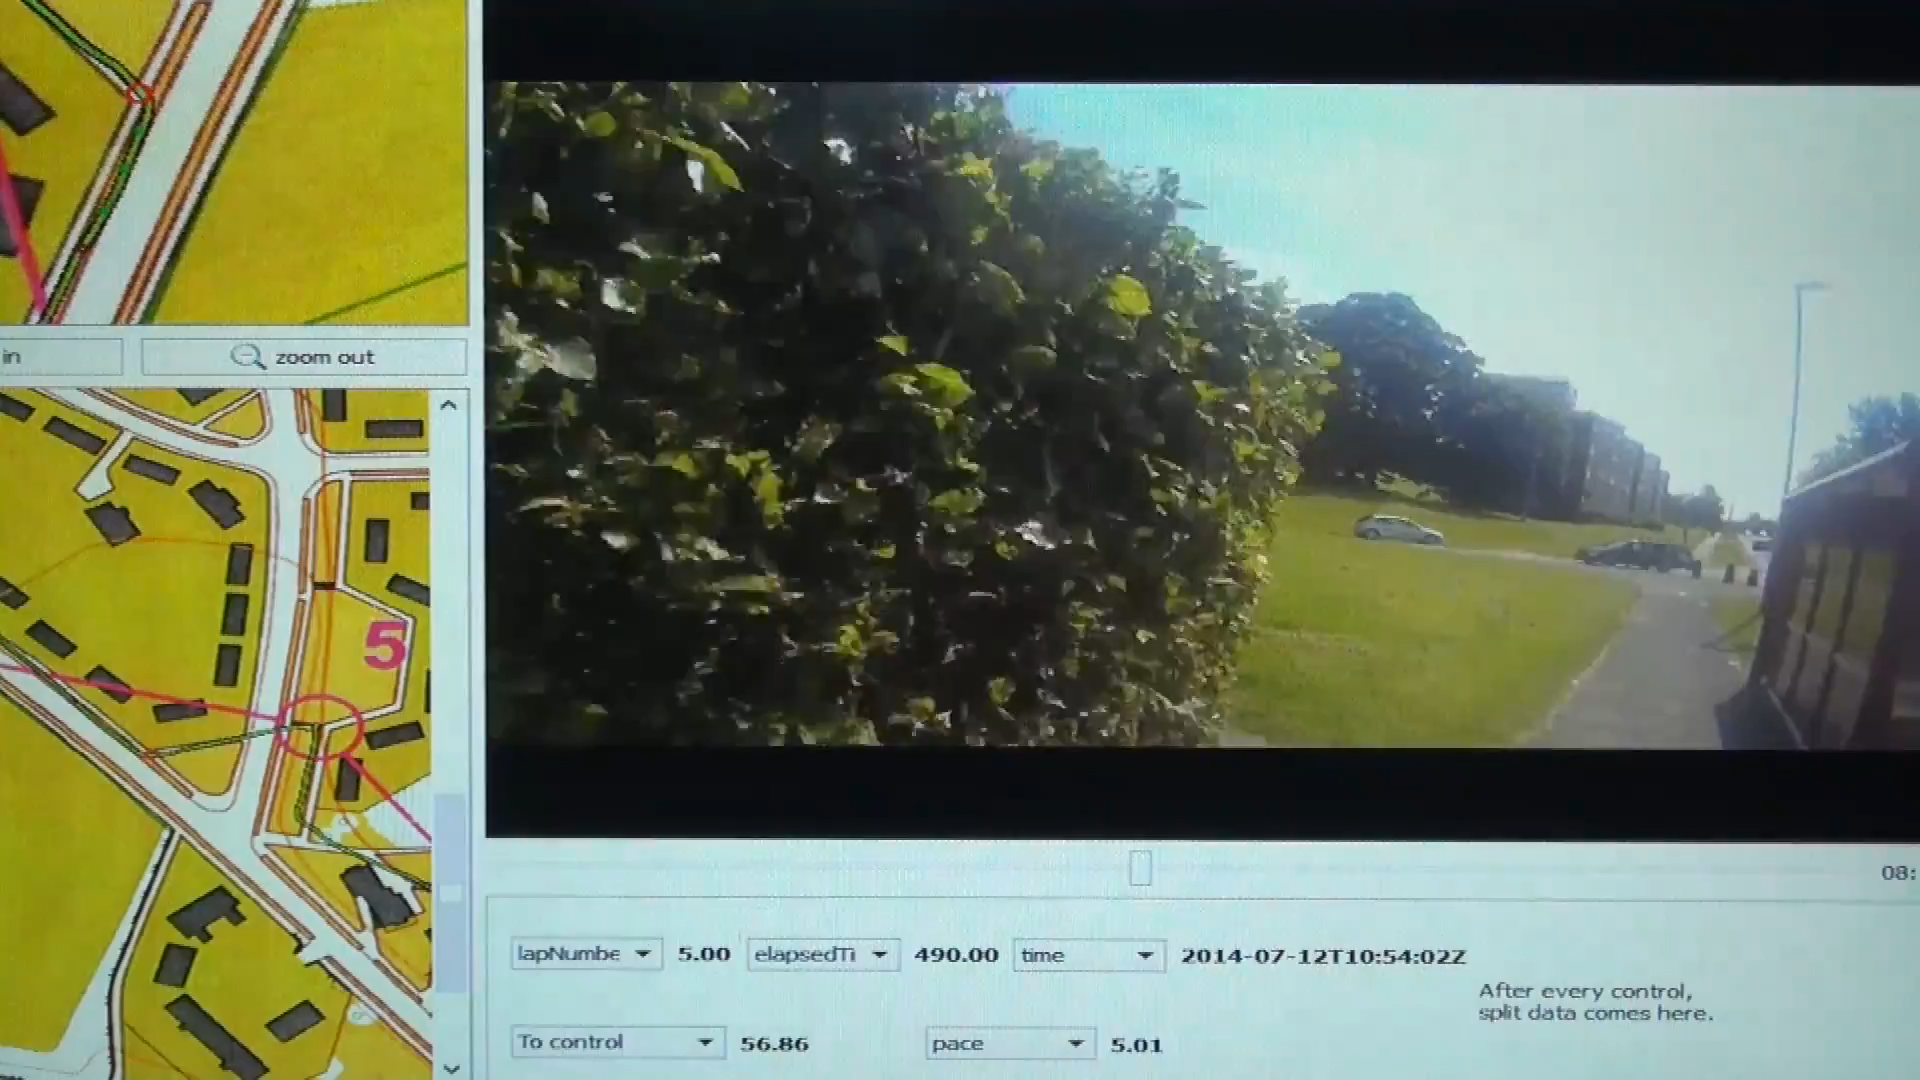 in
zoom out
5
08:
lapNumbe 5.00 elapsedTi 490.00 time 2014-07-12T10:54:02Z
After every control,
split data comes here.
To control 56.86 pace 5.01